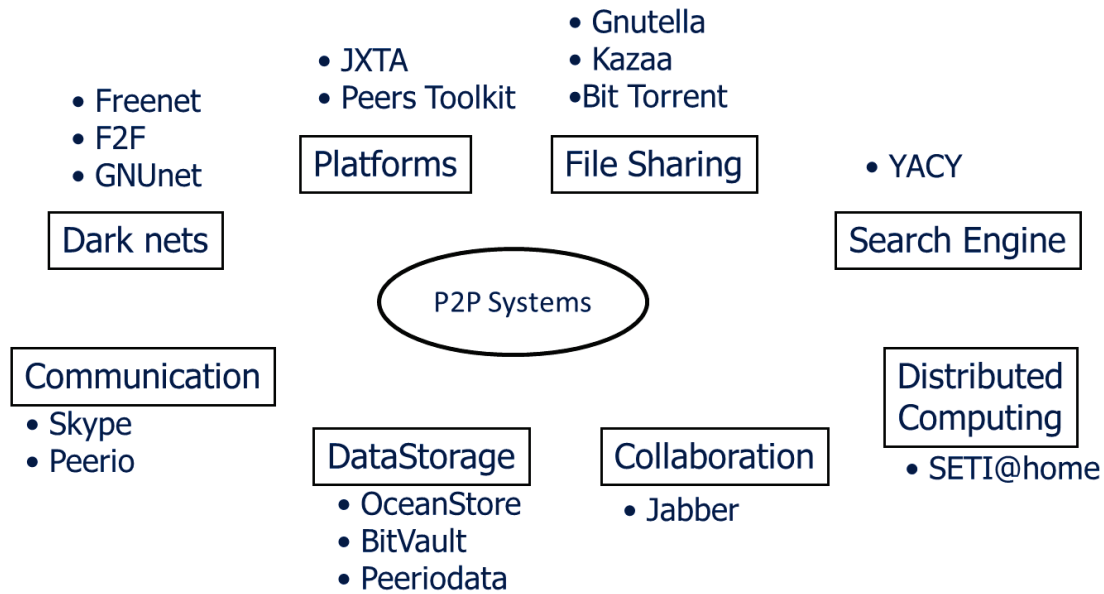 • Gnutella
• Kazaa
•Bit Torrent
File Sharing
• JXTA
• Peers Toolkit
Platforms
• Freenet
• F2F
• GNUnet
Dark nets
• YACY
Search Engine
P2P Systems
Communication
• Skype
• Peerio
DataStorage
• OceanStore
• BitVault
• Peeriodata
Collaboration
• Jabber
Distributed
Computing
• SETI@home